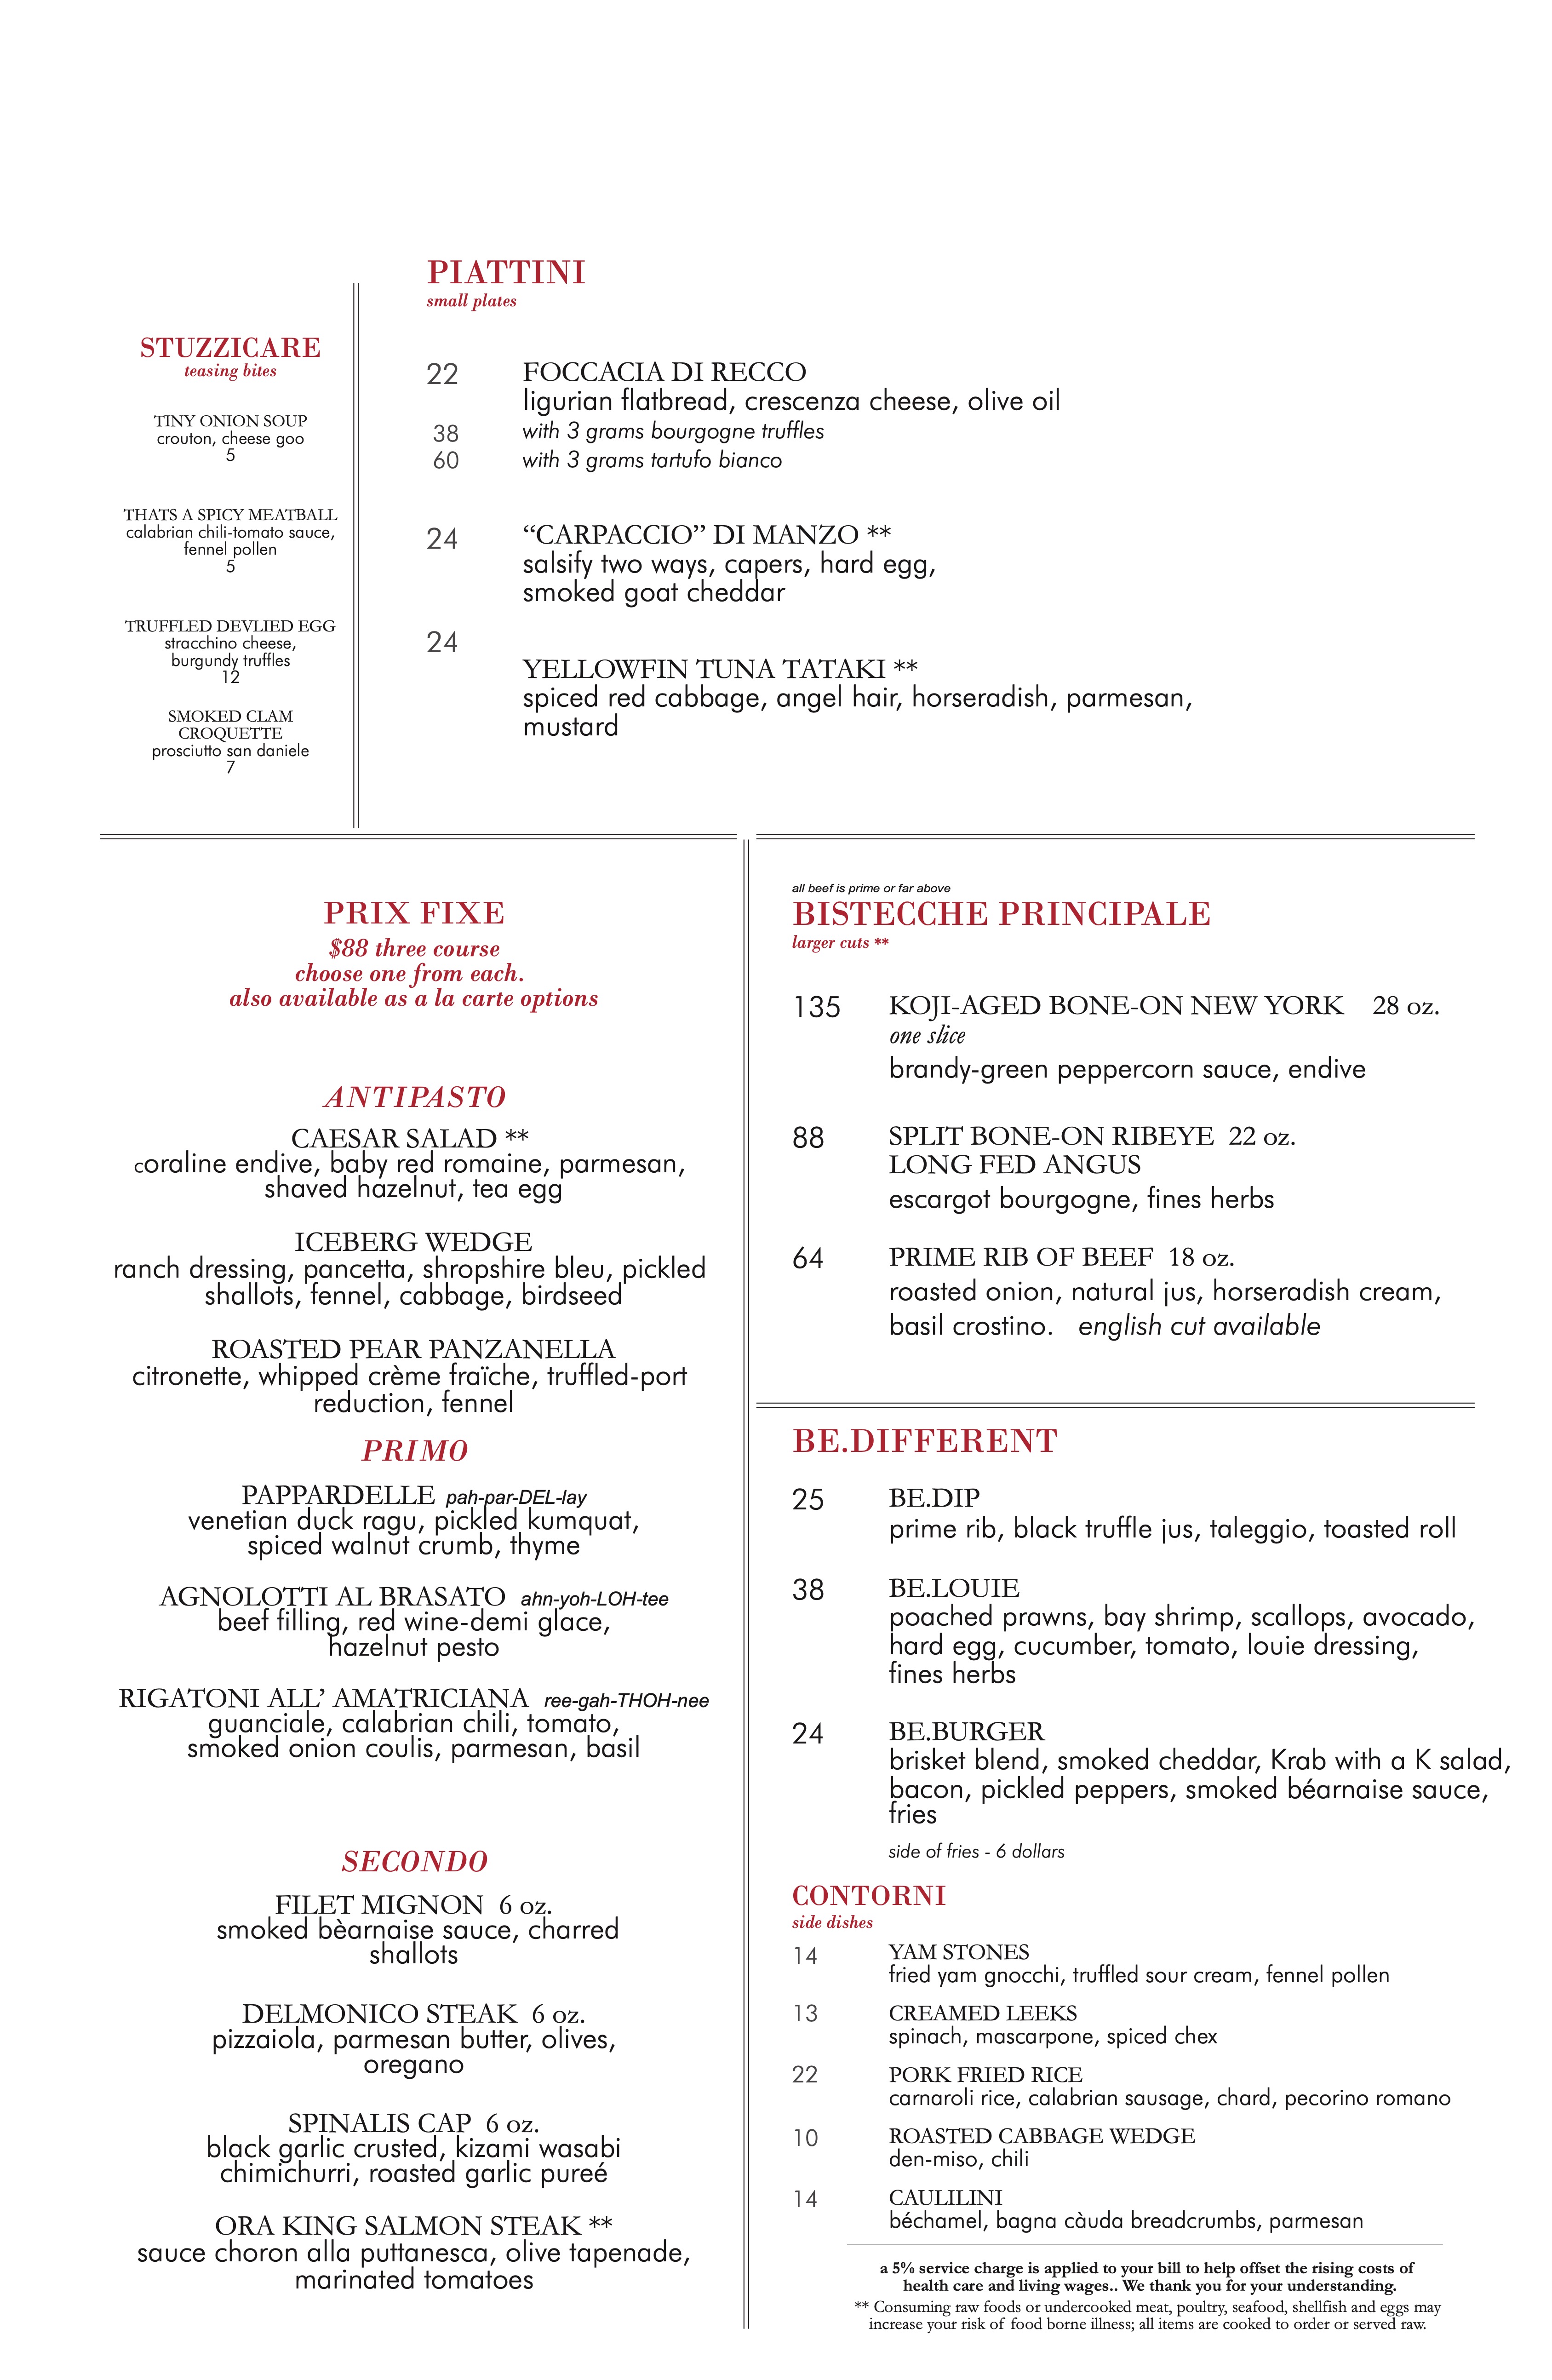 STUZZICARE
teasing bites
TINY ONION SOUP
crouton, cheese goo
5
THATS A SPICY MEATBALL
calabrian chili-tomato sauce,
fennel pollen
5
TRUFFLED DEVLIED EGG
stracchino cheese,
burgundy truffles
12
SMOKED CLAM
CROQUETTE
prosciutto san daniele
7
PIATTINI
small plates
22 FOCCACIA DI RECCO
ligurian flatbread, crescenza cheese, olive oil
38 with 3 grams bourgogne truffles
60 with 3 grams tartufo bianco
24 “CARPACCIO” DI MANZO **
salsify two ways, capers, hard egg,
smoked goat cheddar
24
YELLOWFIN TUNA TATAKI **
spiced red cabbage, angel hair, horseradish, parmesan,
mustard
PRIX FIXE
$88 three course
choose one from each.
also available as a la carte options
ANTIPASTO
CAESAR SALAD **
coraline endive, baby red romaine, parmesan,
shaved hazelnut, tea egg
ICEBERG WEDGE
ranch dressing, pancetta, shropshire bleu, pickled
shallots, fennel, cabbage, birdseed
ROASTED PEAR PANZANELLA
citronette, whipped crème fraïche, truffled-port
reduction, fennel
PRIMO
PAPPARDELLE pah-par-DEL-lay
venetian duck ragu, pickled kumquat,
spiced walnut crumb, thyme
AGNOLOTTI AL BRASATO ahn-yoh-LOH-tee
beef filling, red wine-demi glace,
hazelnut pesto
RIGATONI ALL’ AMATRICIANA ree-gah-THOH-nee
guanciale, calabrian chili, tomato,
smoked onion coulis, parmesan, basil
SECONDO
FILET MIGNON 6 oz.
smoked bèarnaise sauce, charred
shallots
DELMONICO STEAK 6 oz.
pizzaiola, parmesan butter, olives,
oregano
SPINALIS CAP 6 oz.
black garlic crusted, kizami wasabi
chimichurri, roasted garlic pureé
ORA KING SALMON STEAK **
sauce choron alla puttanesca, olive tapenade,
marinated tomatoes
all beef is prime or far above
BISTECCHE PRINCIPALE
larger cuts **
135 KOJI-AGED BONE-ON NEW YORK 28 oz.
one slice
brandy-green peppercorn sauce, endive
88 SPLIT BONE-ON RIBEYE 22 oz.
LONG FED ANGUS
escargot bourgogne, fines herbs
64 PRIME RIB OF BEEF 18 oz.
roasted onion, natural jus, horseradish cream,
basil crostino. english cut available
BE.DIFFERENT
25 BE.DIP
prime rib, black truffle jus, taleggio, toasted roll
38 BE.LOUIE
poached prawns, bay shrimp, scallops, avocado,
hard egg, cucumber, tomato, louie dressing,
fines herbs
24 BE.BURGER
brisket blend, smoked cheddar, Krab with a K salad,
bacon, pickled peppers, smoked béarnaise sauce,
fries
side of fries - 6 dollars
CONTORNI
side dishes
14 YAM STONES
fried yam gnocchi, truffled sour cream, fennel pollen
13 CREAMED LEEKS
spinach, mascarpone, spiced chex
22 PORK FRIED RICE
carnaroli rice, calabrian sausage, chard, pecorino romano
10 ROASTED CABBAGE WEDGE
den-miso, chili
14 CAULILINI
béchamel, bagna càuda breadcrumbs, parmesan
a 5% service charge is applied to your bill to help offset the rising costs of
health care and living wages.. We thank you for your understanding.
** Consuming raw foods or undercooked meat, poultry, seafood, shellfish and eggs may
increase your risk of food borne illness; all items are cooked to order or served raw.